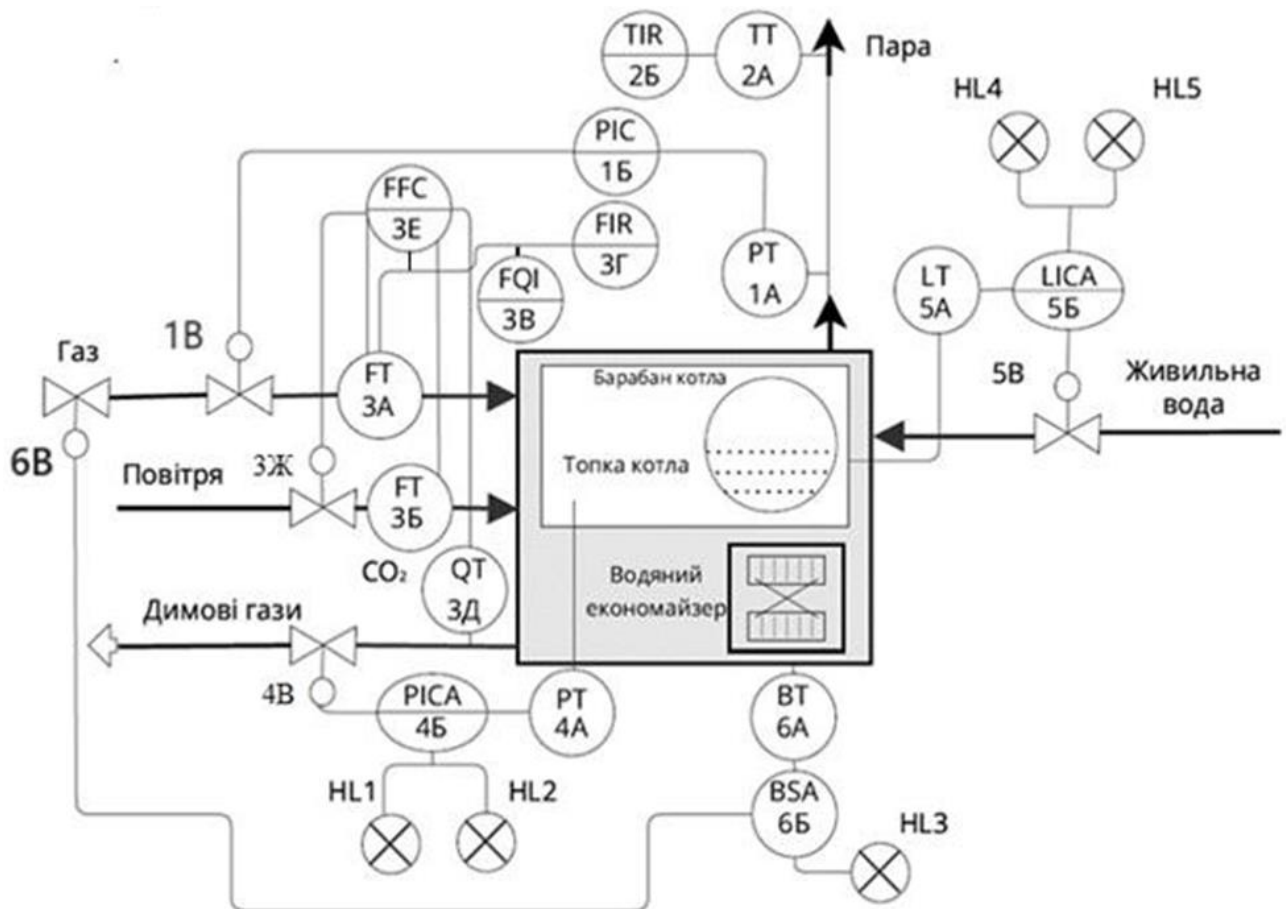 TIR
2Б
TT
2А
Пара
HL4
HL5
PIC
1Б
FFC
3Е
FIR
3Г
FQI
3В
PT
1А
LT
5А
LICA
5Б
1В
Газ
FT
3А
Барабан котла
5В
Живильна
вода
6В
Повітря
3Ж
FT
3Б
Топка котла
CO₂
QT
3Д
Водяний
економайзер
Димові гази
4В
PICA
4Б
PT
4А
BT
6А
HL1
HL2
BSA
6Б
HL3